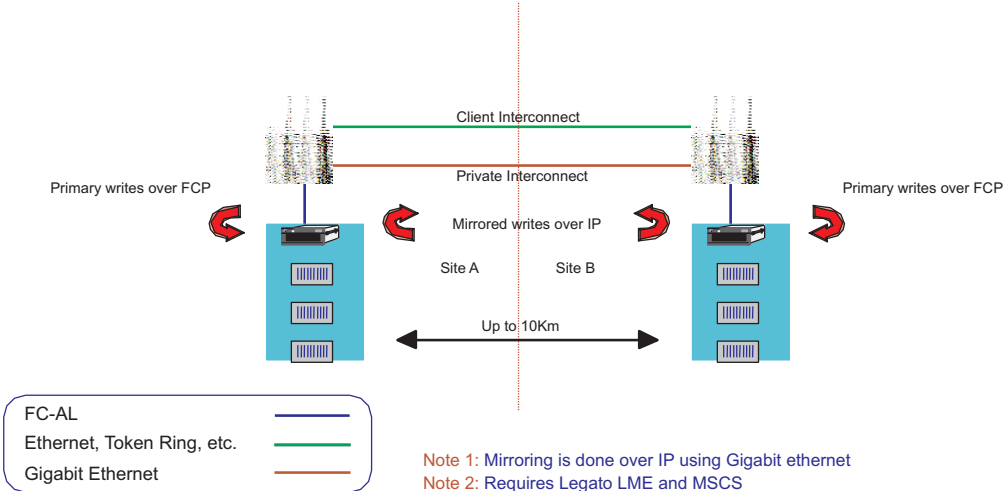 Client Interconnect
Private Interconnect
Primary writes over FCP
Primary writes over FCP
Mirrored writes over IP
Site A
Site B
Up to 10Km
FC-AL
Ethernet, Token Ring, etc.
Gigabit Ethernet
Note 1: Mirroring is done over IP using Gigabit ethernet
Note 2: Requires Legato LME and MSCS